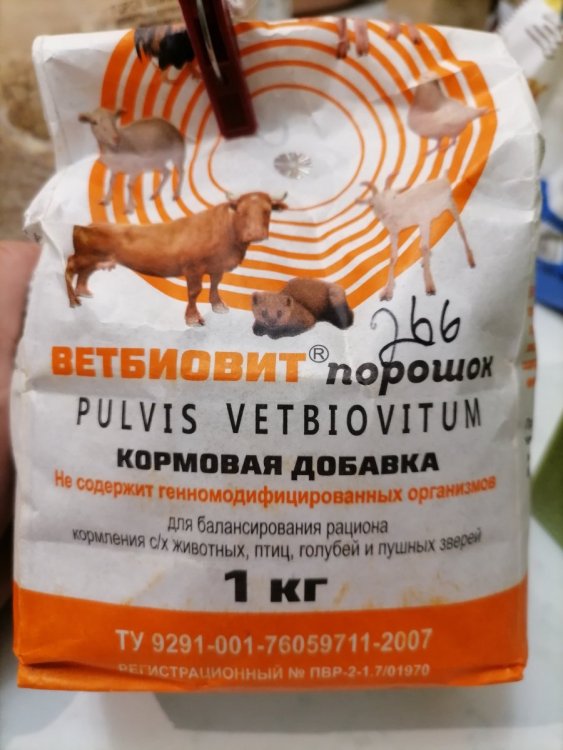 266
ВЕТБИОВИТ® порошок
PULVIS VETBIOVITUM
КОРМОВАЯ ДОБАВКА
Не содержит генномодифицированных организмов
для балансирования рациона
кормления с/х животных, птиц, голубей и пушных зверей
1 кг
ТУ 9291-001-76059711-2007
РЕГИСТРАЦИОННЫЙ № ПВР-2-1.7/01970